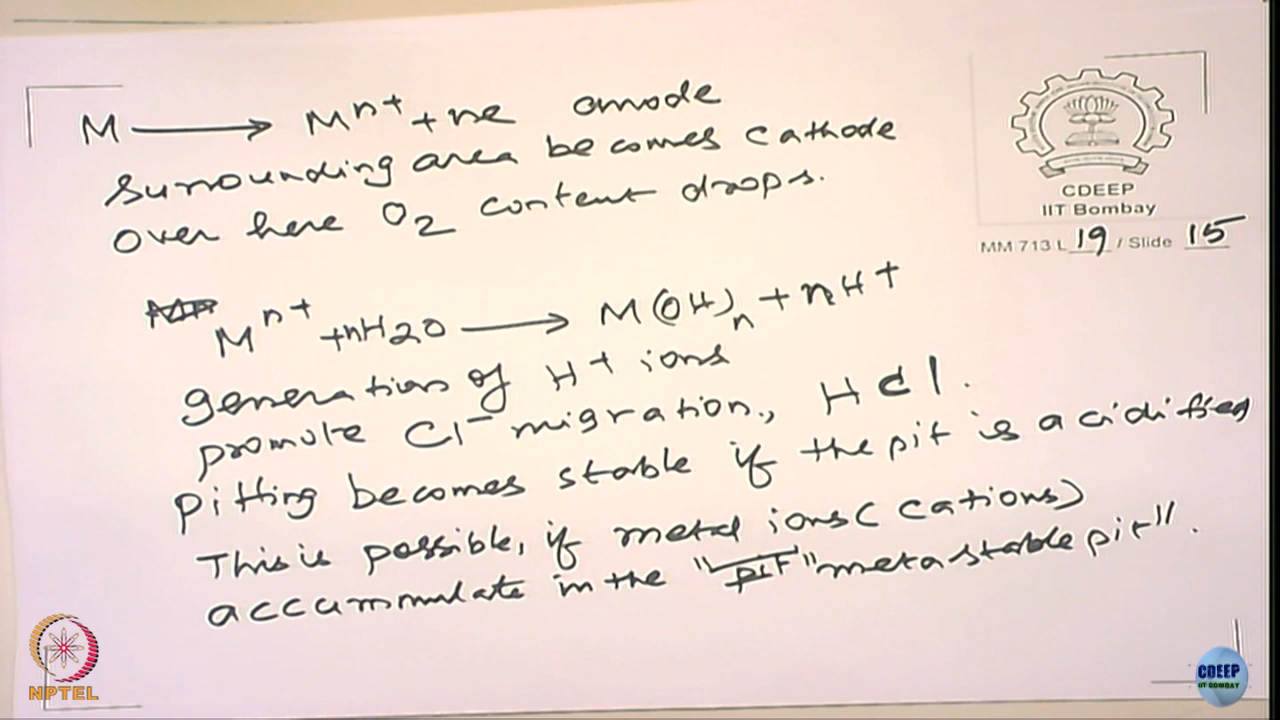 M ⟶ Mⁿ⁺ + ne anode
Surrounding area becomes cathode
over here O₂ content drops.
CDEEP
IIT Bombay
MM 713 L 19 / Slide 15
Mⁿ⁺ + nH2O ⟶ M(OH)ₙ + nH⁺
generation of H⁺ ions
promote Cl⁻ migration., HCl.
Pitting becomes stable if the pit is acidified
This is possible, if metal ions (cations)
accummulate in the "metastable pit".
NPTEL
CDEEP
IIT BOMBAY